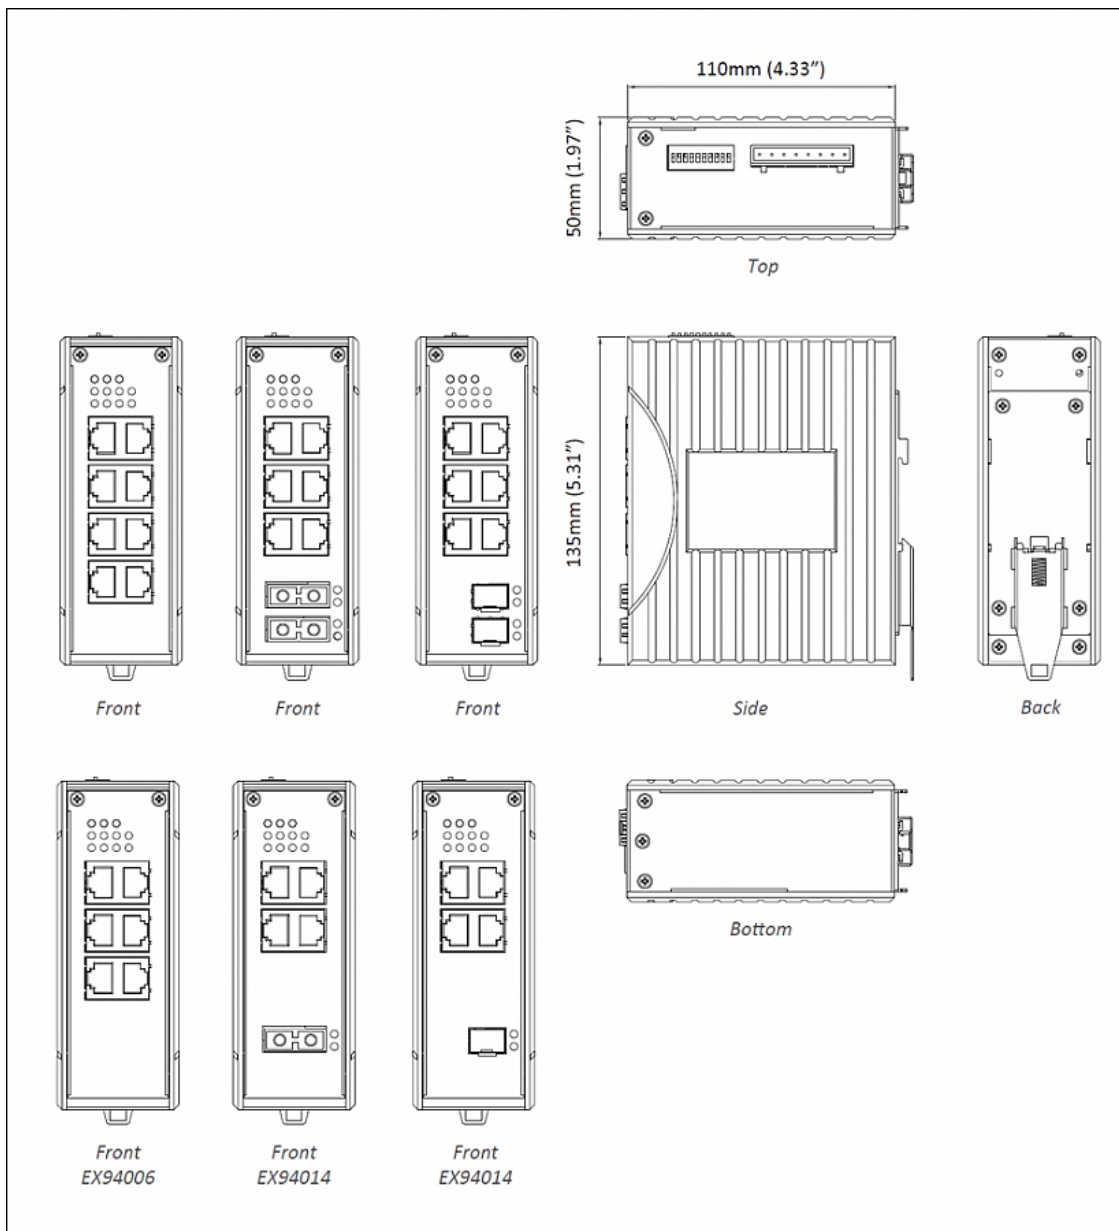 110mm (4.33")
50mm (1.97")
Top
135mm (5.31")
Front
Front
Front
Side
Back
Bottom
Front
EX94006
Front
EX94014
Front
EX94014